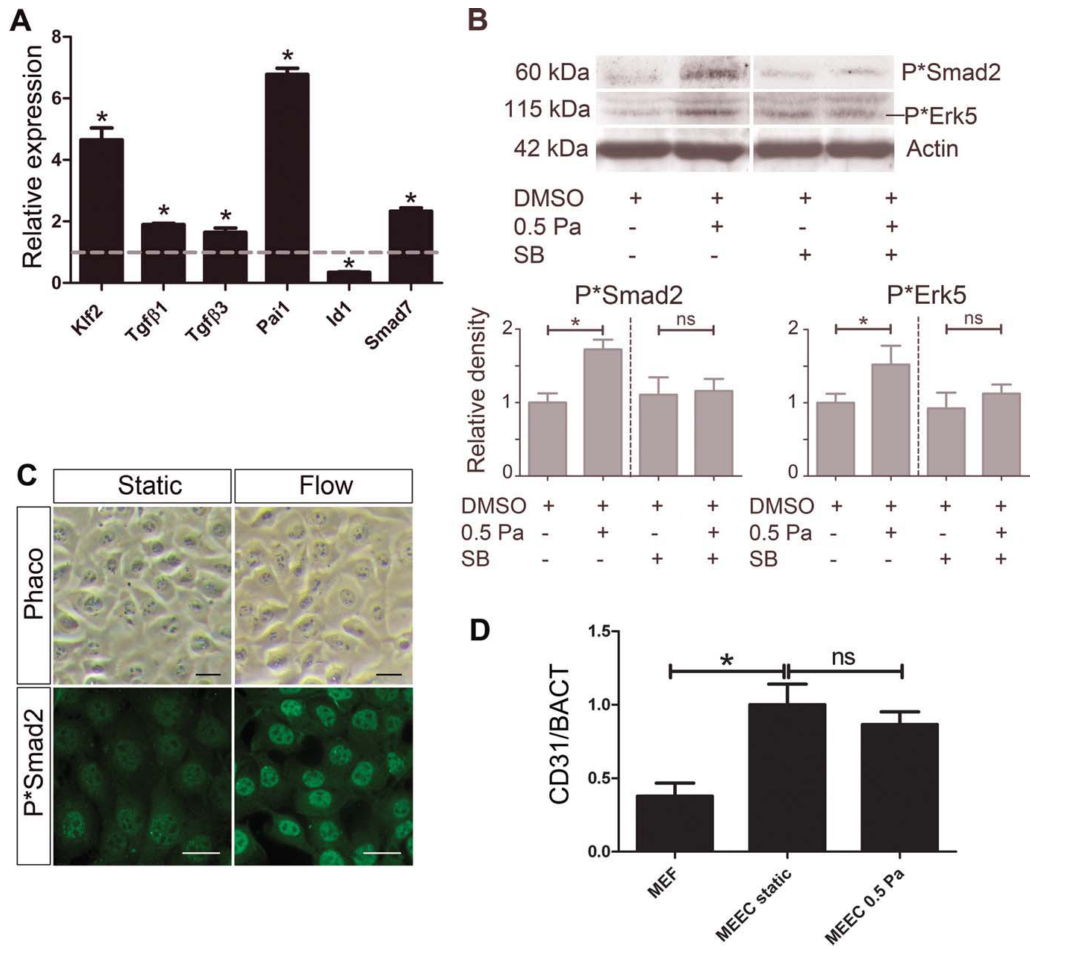 A
Relative expression
8
6
4
2
0
*
*
*
*
*
*
Klf2
Tgfβ1
Tgfβ3
Pai1
Id1
Smad7
B
60 kDa
P*Smad2
115 kDa
P*Erk5
42 kDa
Actin
DMSO + + + +
0.5 Pa - + - +
SB - - + +
P*Smad2
Relative density
2
1
0
*
ns
DMSO + + + +
0.5 Pa - + - +
SB - - + +
P*Erk5
2
1
0
*
ns
DMSO + + + +
0.5 Pa - + - +
SB - - + +
C
Static
Flow
Phaco
P*Smad2
D
CD31/BACT
1.5
1.0
0.5
0.0
*
ns
MEF
MEEC static
MEEC 0.5 Pa